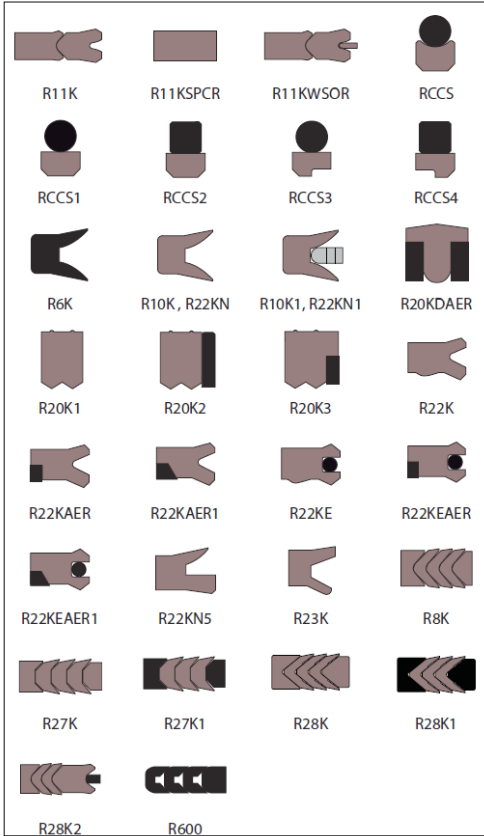 R11K R11KSPCR R11KWSOR RCCS
RCCS1 RCCS2 RCCS3 RCCS4
R6K R10K , R22KN R10K1, R22KN1 R20KDAER
R20K1 R20K2 R20K3 R22K
R22KAER R22KAER1 R22KE R22KEAER
R22KEAER1 R22KN5 R23K R8K
R27K R27K1 R28K R28K1
R28K2 R600